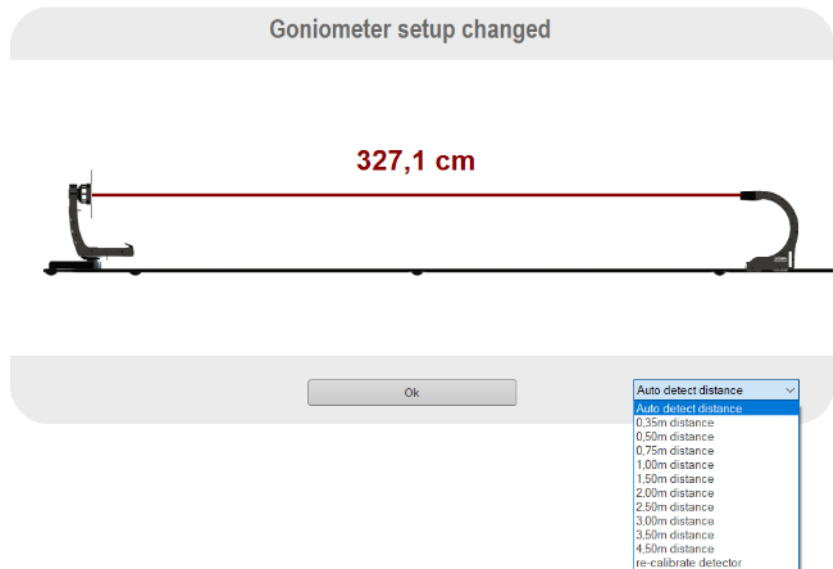 Goniometer setup changed
327,1 cm
Ok
Auto detect distance
Auto detect distance
0,35m distance
0,50m distance
0,75m distance
1,00m distance
1,50m distance
2,00m distance
2,50m distance
3,00m distance
3,50m distance
4,50m distance
re-calibrate detector